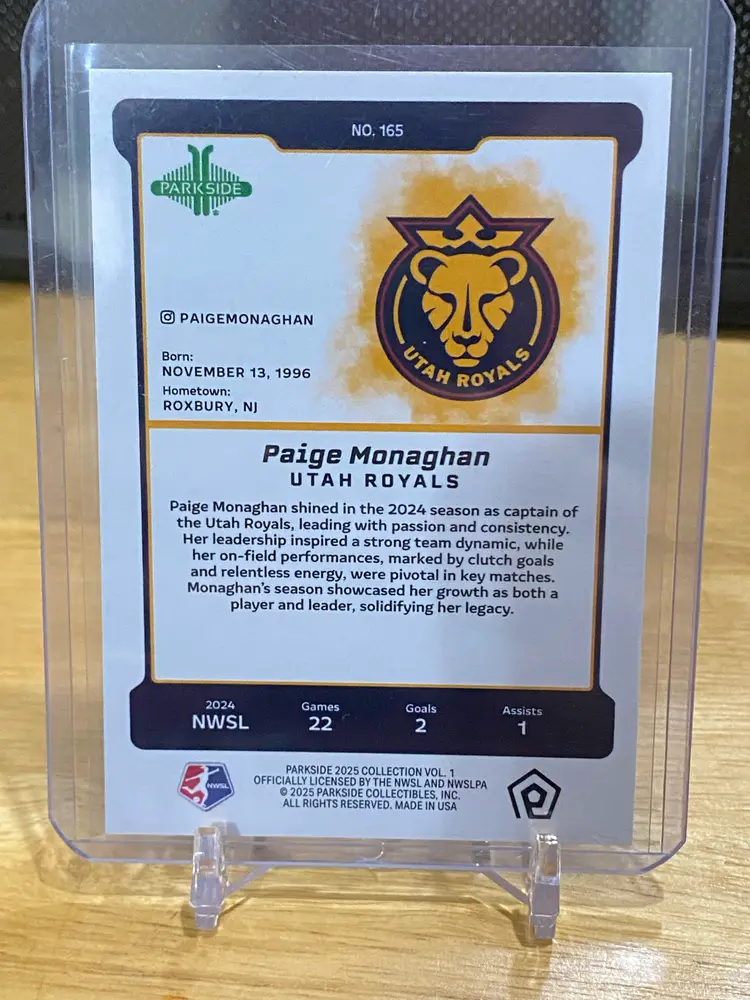 NO. 165
PARKSIDE
UTAH ROYALS
PAIGEMONAGHAN
Born:
NOVEMBER 13, 1996
Hometown:
ROXBURY, NJ
Paige Monaghan
UTAH ROYALS
Paige Monaghan shined in the 2024 season as captain of
the Utah Royals, leading with passion and consistency.
Her leadership inspired a strong team dynamic, while
her on-field performances, marked by clutch goals
and relentless energy, were pivotal in key matches.
Monaghan's season showcased her growth as both a
player and leader, solidifying her legacy.
2024 Games Goals Assists
NWSL 22 2 1
NWSL
PARKSIDE 2025 COLLECTION VOL. 1
OFFICIALLY LICENSED BY THE NWSL AND NWSLPA
© 2025 PARKSIDE COLLECTIBLES, INC.
ALL RIGHTS RESERVED. MADE IN USA